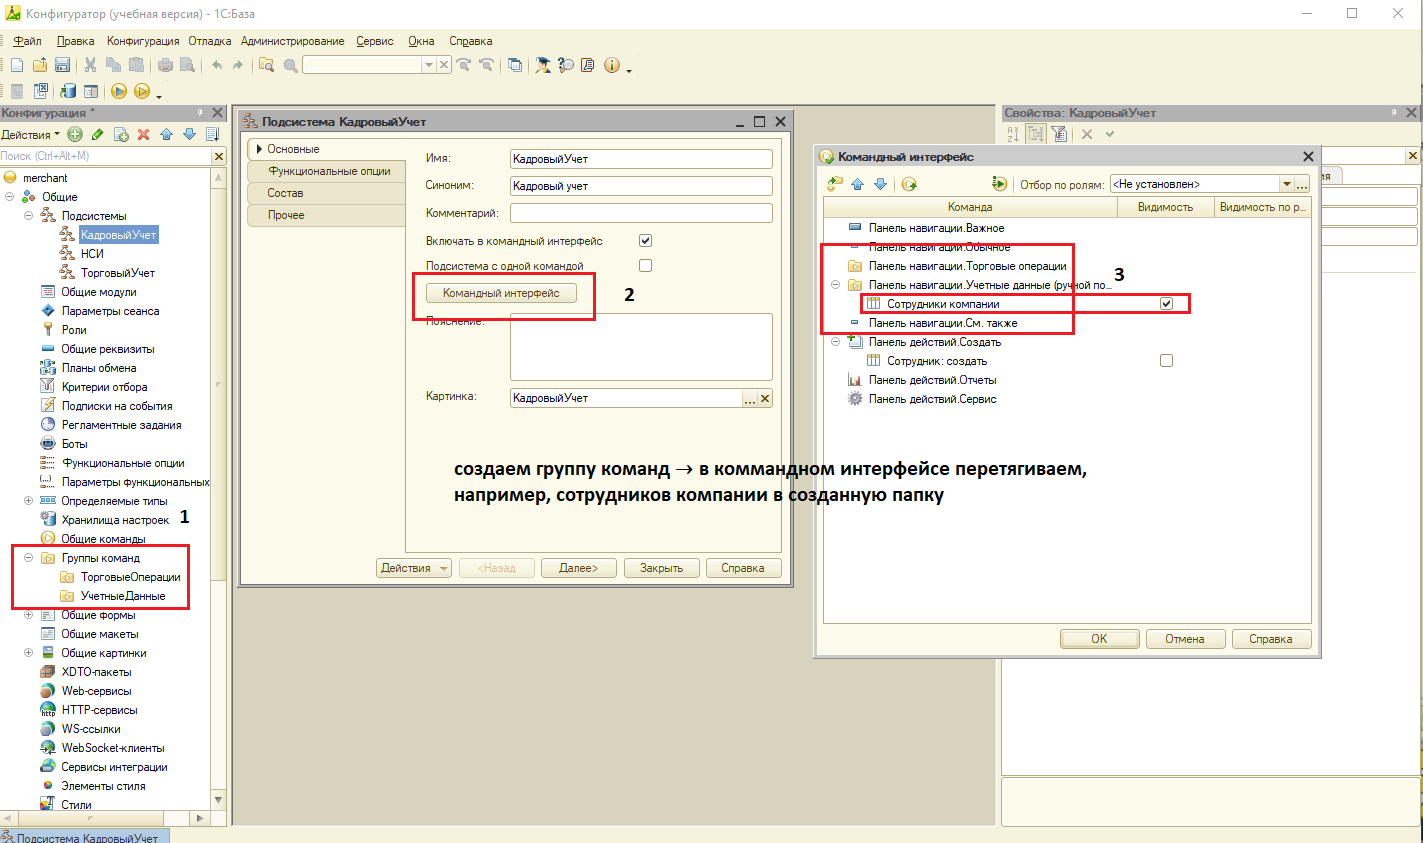 Конфигуратор (учебная версия) - 1С:База
Файл Правка Конфигурация Отладка Администрирование Сервис Окна Справка
Конфигурация *
Действия
Поиск (Ctrl+Alt+M)
merchant
Общие
Подсистемы
КадровыйУчет
НСИ
ТорговыйУчет
Общие модули
Параметры сеанса
Роли
Общие реквизиты
Планы обмена
Критерии отбора
Подписки на события
Регламентные задания
Боты
Функциональные опции
Параметры функциональных
Определяемые типы
Хранилища настроек
1
Общие команды
Группы команд
ТорговыеОперации
УчетныеДанные
Общие формы
Общие макеты
Общие картинки
XDTO-пакеты
Web-сервисы
HTTP-сервисы
WS-ссылки
WebSocket-клиенты
Сервисы интеграции
Элементы стиля
Стили
Подсистема КадровыйУчет
Подсистема КадровыйУчет
Основные
Функциональные опции
Состав
Прочее
Имя: КадровыйУчет
Синоним: Кадровый учет
Комментарий:
Включать в командный интерфейс
Подсистема с одной командой
Командный интерфейс
2
Пояснение:
Картинка: КадровыйУчет
создаем группу команд → в коммандном интерфейсе перетягиваем,
например, сотрудников компании в созданную папку
Действия <Назад Далее> Закрыть Справка
Свойства: КадровыйУчет
Командный интерфейс
Отбор по ролям: <Не установлен>
Команда Видимость Видимость по р...
Панель навигации.Важное
Панель навигации.Обычное
Панель навигации.Торговые операции
3
Панель навигации.Учетные данные (ручной по...
Сотрудники компании
Панель навигации.См. также
Панель действий.Создать
Сотрудник: создать
Панель действий.Отчеты
Панель действий.Сервис
ОК Отмена Справка